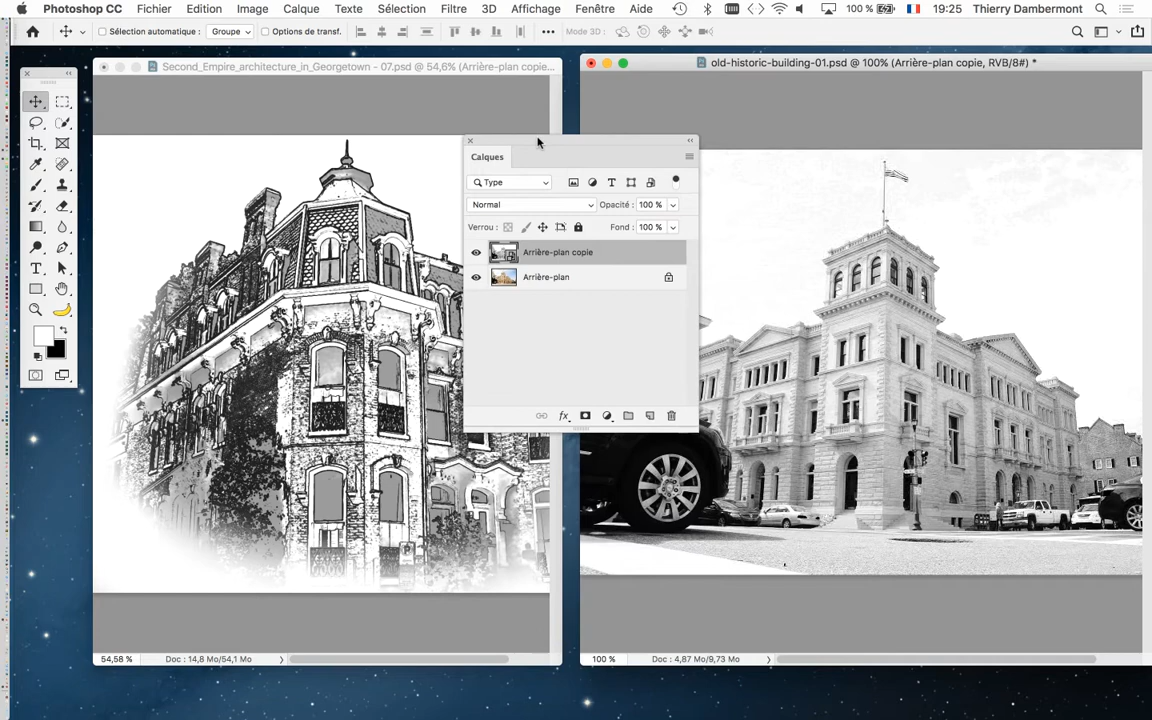 Photoshop CC Fichier Edition Image Calque Texte Sélection Filtre 3D Affichage Fenêtre Aide 100 % 19:25 Thierry Dambermont
Sélection automatique : Groupe Options de transf. Mode 3D :
Second_Empire_architecture_in_Georgetown - 07.psd @ 54,6% (Arrière-plan copie...
old-historic-building-01.psd @ 100% (Arrière-plan copie, RVB/8#) *
Calques
Type
Normal Opacité : 100 %
Verrou : Fond : 100 %
Arrière-plan copie
Arrière-plan
fx
54,58 % Doc : 14,8 Mo/54,1 Mo
100 % Doc : 4,87 Mo/9,73 Mo